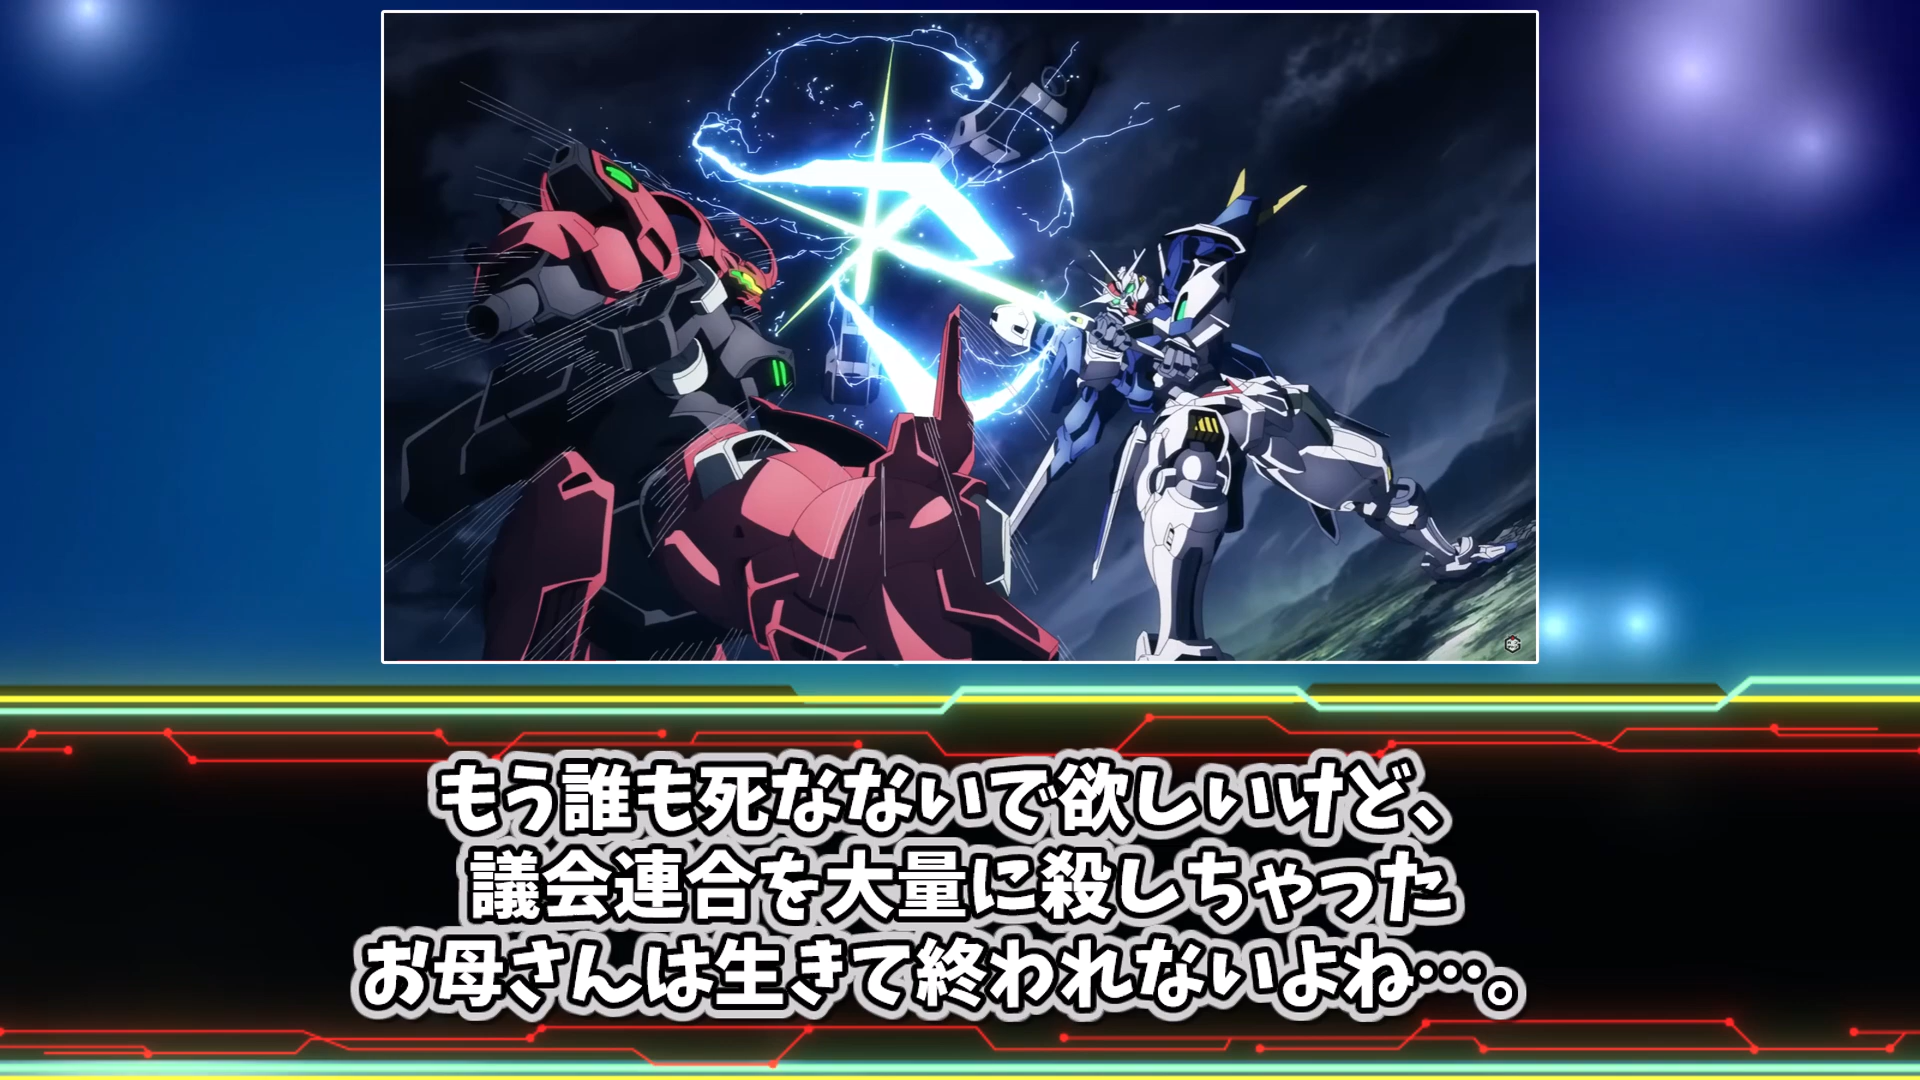 もう誰も死なないで欲しいけど、
議会連合を大量に殺しちゃった
お母さんは生きて終われないよね…。